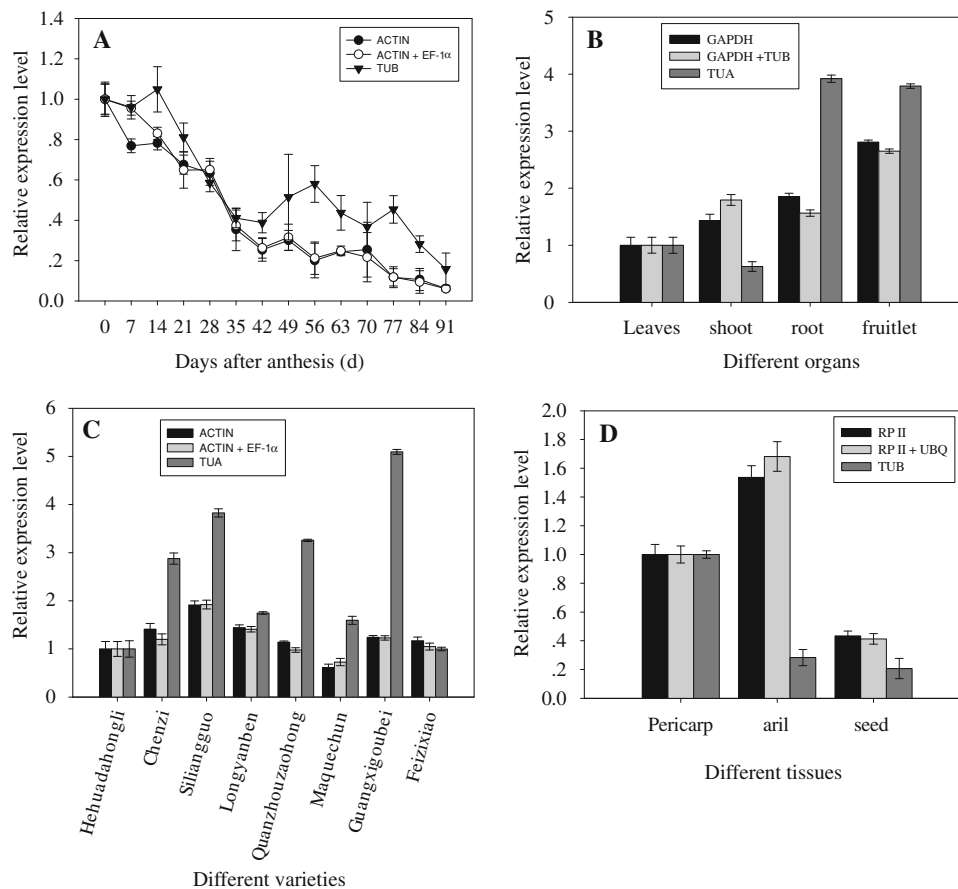 A
ACTIN
ACTIN + EF-1α
TUB
Relative expression level
1.4
1.2
1.0
.8
.6
.4
.2
0.0
0 7 14 21 28 35 42 49 56 63 70 77 84 91
Days after anthesis (d)
B
GAPDH
GAPDH +TUB
TUA
Relative expression level
5
4
3
2
1
0
Leaves shoot root fruitlet
Different organs
C
ACTIN
ACTIN + EF-1α
TUA
Relative expression level
6
5
4
3
2
1
0
Hehuadahongli
Chenzi
Siliangguo
Longyanben
Quanzhouzaohong
Maquechun
Guangxigoubei
Feizixiao
Different varieties
D
RP II
RP II + UBQ
TUB
Relative expression level
2.0
1.8
1.6
1.4
1.2
1.0
.8
.6
.4
.2
0.0
Pericarp aril seed
Different tissues